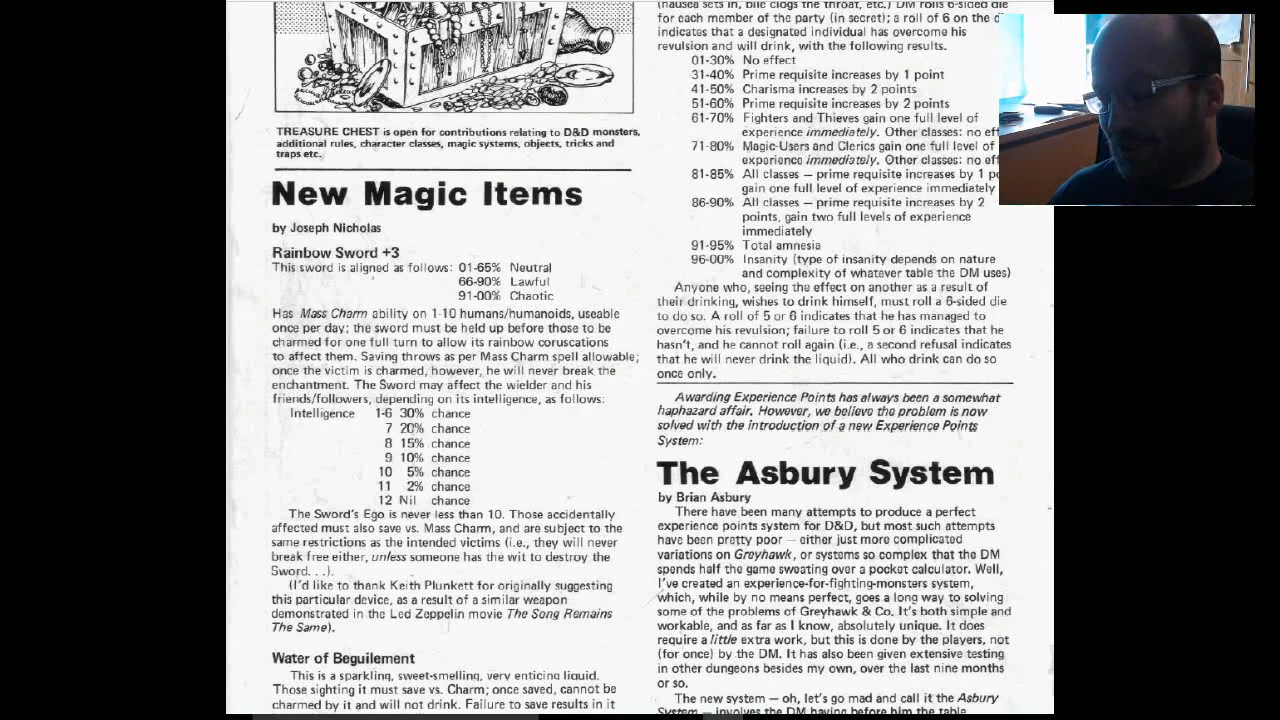 TREASURE CHEST is open for contributions relating to D&D monsters,
additional rules, character classes, magic systems, objects, tricks and
traps etc.
New Magic Items
by Joseph Nicholas
Rainbow Sword +3
This sword is aligned as follows: 01-65% Neutral
66-90% Lawful
91-00% Chaotic
Has Mass Charm ability on 1-10 humans/humanoids, useable
once per day; the sword must be held up before those to be
charmed for one full turn to allow its rainbow coruscations
to affect them. Saving throws as per Mass Charm spell allowable;
once the victim is charmed, however, he will never break the
enchantment. The Sword may affect the wielder and his
friends/followers, depending on its intelligence, as follows:
Intelligence 1-6 30% chance
7 20% chance
8 15% chance
9 10% chance
10 5% chance
11 2% chance
12 Nil chance
The Sword's Ego is never less than 10. Those accidentally
affected must also save vs. Mass Charm, and are subject to the
same restrictions as the intended victims (i.e., they will never
break free either, unless someone has the wit to destroy the
Sword. . .).
(I'd like to thank Keith Plunkett for originally suggesting
this particular device, as a result of a similar weapon
demonstrated in the Led Zeppelin movie The Song Remains
The Same).
Water of Beguilement
This is a sparkling, sweet-smelling, very enticing liquid.
Those sighting it must save vs. Charm; once saved, cannot be
charmed by it and will not drink. Failure to save results in it
(nausea sets in, bile clogs the throat, etc.) DM rolls 6-sided die
for each member of the party (in secret); a roll of 6 on the
indicates that a designated individual has overcome his
revulsion and will drink, with the following results.
01-30% No effect
31-40% Prime requisite increases by 1 point
41-50% Charisma increases by 2 points
51-60% Prime requisite increases by 2 points
61-70% Fighters and Thieves gain one full level of
experience immediately. Other classes: no
71-80% Magic-Users and Clerics gain one full level of
experience immediately. Other classes: no
81-85% All classes — prime requisite increases by 1
gain one full level of experience immediately
86-90% All classes — prime requisite increases by 2
points, gain two full levels of experience
immediately
91-95% Total amnesia
96-00% Insanity (type of insanity depends on nature
and complexity of whatever table the DM uses)
Anyone who, seeing the effect on another as a result of
their drinking, wishes to drink himself, must roll a 6-sided die
to do so. A roll of 5 or 6 indicates that he has managed to
overcome his revulsion; failure to roll 5 or 6 indicates that he
hasn't, and he cannot roll again (i.e., a second refusal indicates
that he will never drink the liquid). All who drink can do so
once only.
Awarding Experience Points has always been a somewhat
haphazard affair. However, we believe the problem is now
solved with the introduction of a new Experience Points
System:
The Asbury System
by Brian Asbury
There have been many attempts to produce a perfect
experience points system for D&D, but most such attempts
have been pretty poor — either just more complicated
variations on Greyhawk, or systems so complex that the DM
spends half the game sweating over a pocket calculator. Well,
I've created an experience-for-fighting-monsters system,
which, while by no means perfect, goes a long way to solving
some of the problems of Greyhawk & Co. It's both simple and
workable, and as far as I know, absolutely unique. It does
require a little extra work, but this is done by the players, not
(for once) by the DM. It has also been given extensive testing
in other dungeons besides my own, over the last nine months
or so.
The new system — oh, let's go mad and call it the Asbury
System — involves the DM having before him the table